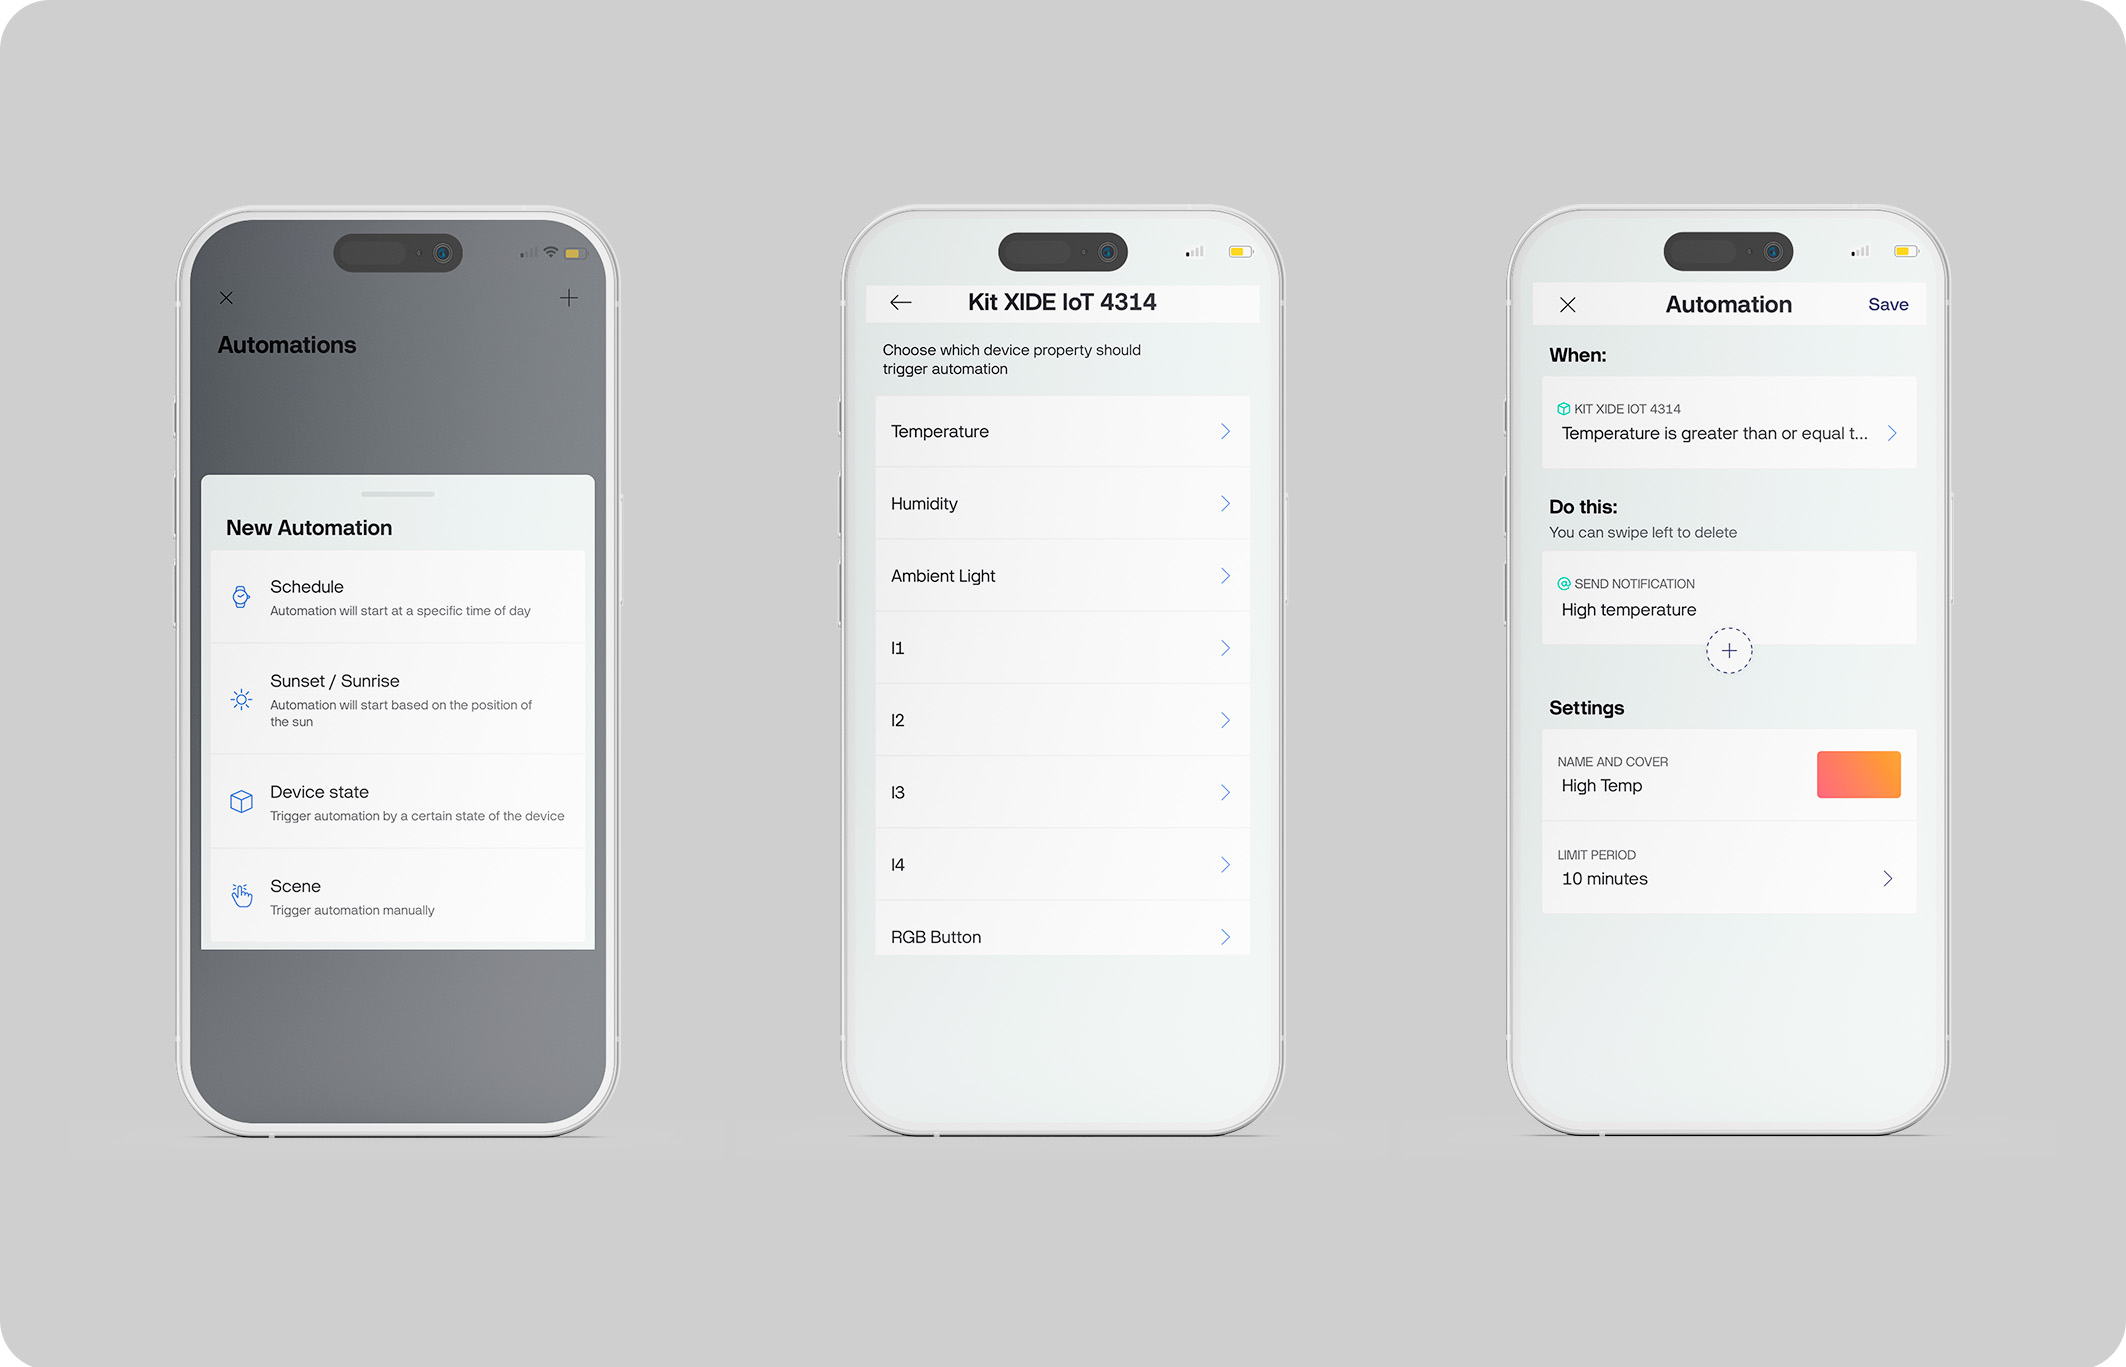 Automations
New Automation
Schedule
Automation will start at a specific time of day
Sunset / Sunrise
Automation will start based on the position of
the sun
Device state
Trigger automation by a certain state of the device
Scene
Trigger automation manually
Kit XIDE IoT 4314
Choose which device property should
trigger automation
Temperature
Humidity
Ambient Light
I1
I2
I3
I4
RGB Button
Automation
Save
When:
KIT XIDE IOT 4314
Temperature is greater than or equal t...
Do this:
You can swipe left to delete
SEND NOTIFICATION
High temperature
Settings
NAME AND COVER
High Temp
LIMIT PERIOD
10 minutes